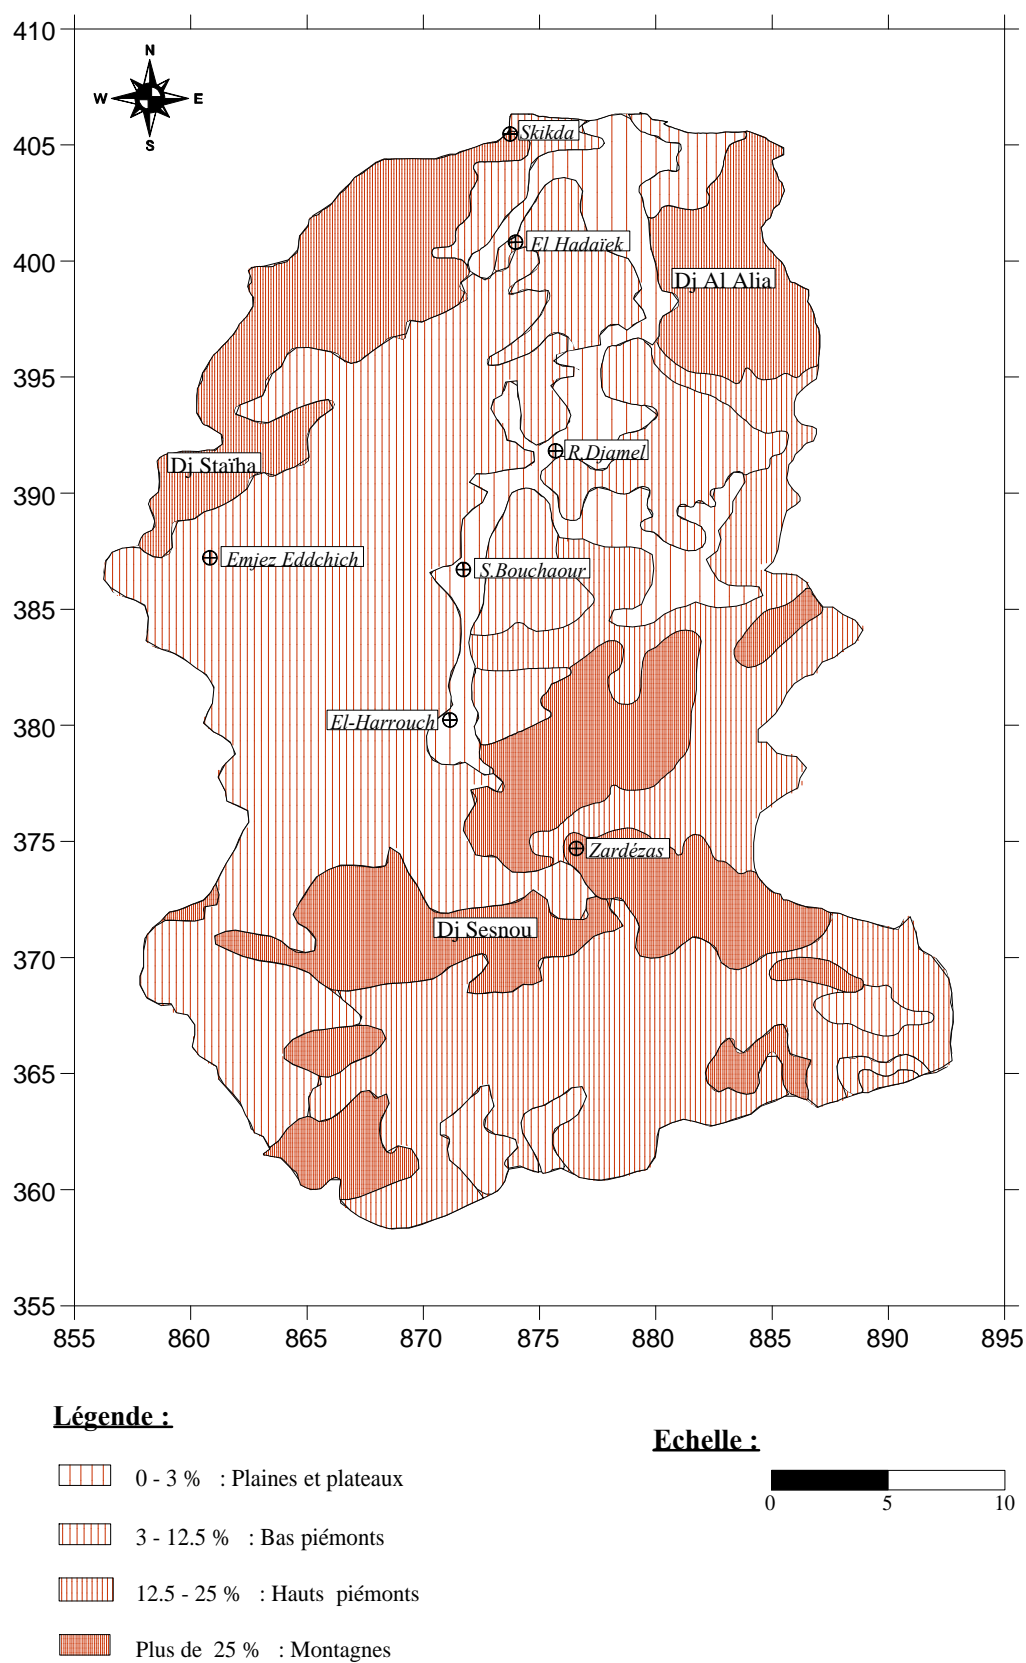 410
N
W E
S
405
Skikda
400
El Hadaïek
Dj Al Alia
395
R.Djamel
Dj Staïha
390
Emjez Eddchich
S.Bouchaour
385
El-Harrouch
380
375
Zardézas
Dj Sesnou
370
365
360
355
855 860 865 870 875 880 885 890 895
Légende :
Echelle :
0 - 3 % : Plaines et plateaux
0 5 10
3 - 12.5 % : Bas piémonts
12.5 - 25 % : Hauts piémonts
Plus de 25 % : Montagnes